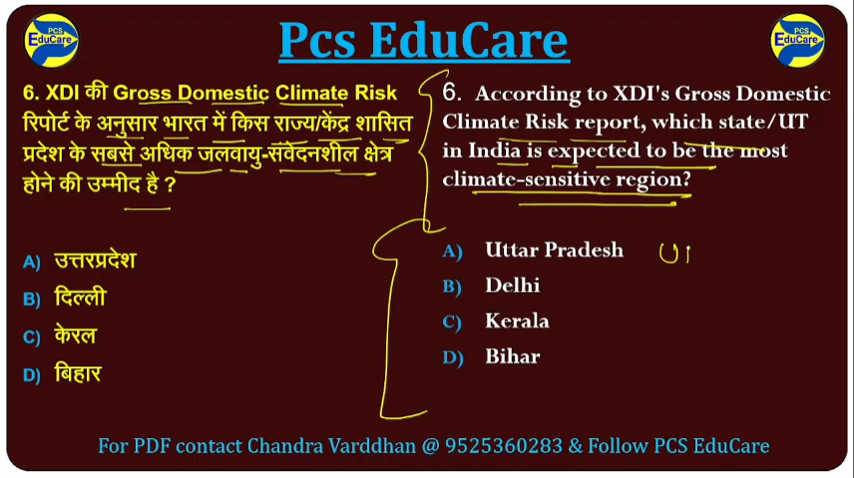 PCS
EduCare
Pcs EduCare
PCS
EduCare
6. XDI की Gross Domestic Climate Risk
रिपोर्ट के अनुसार भारत में किस राज्य/केंद्र शासित
प्रदेश के सबसे अधिक जलवायु-संवेदनशील क्षेत्र
होने की उम्मीद है ?
A) उत्तरप्रदेश
B) दिल्ली
C) केरल
D) बिहार
6. According to XDI's Gross Domestic
Climate Risk report, which state/UT
in India is expected to be the most
climate-sensitive region?
A) Uttar Pradesh
B) Delhi
C) Kerala
D) Bihar
For PDF contact Chandra Varddhan @ 9525360283 & Follow PCS EduCare